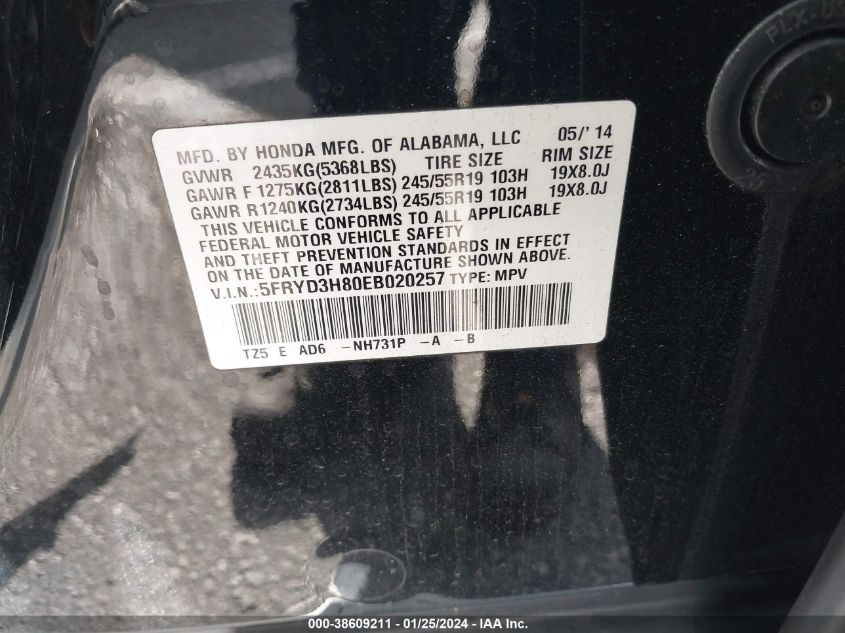 PLX-U
MFD. BY HONDA MFG. OF ALABAMA, LLC 05/' 14
GVWR 2435KG(5368LBS) TIRE SIZE RIM SIZE
GAWR F 1275KG(2811LBS) 245/55R19 103H 19X8.0J
GAWR R1240KG(2734LBS) 245/55R19 103H 19X8.0J
THIS VEHICLE CONFORMS TO ALL APPLICABLE
FEDERAL MOTOR VEHICLE SAFETY
AND THEFT PREVENTION STANDARDS IN EFFECT
ON THE DATE OF MANUFACTURE SHOWN ABOVE.
V.I.N.:5FRYD3H80EB020257 TYPE: MPV
TZ5 E AD6 -NH731P -A -B
000-38609211 - 01/25/2024 - IAA Inc.